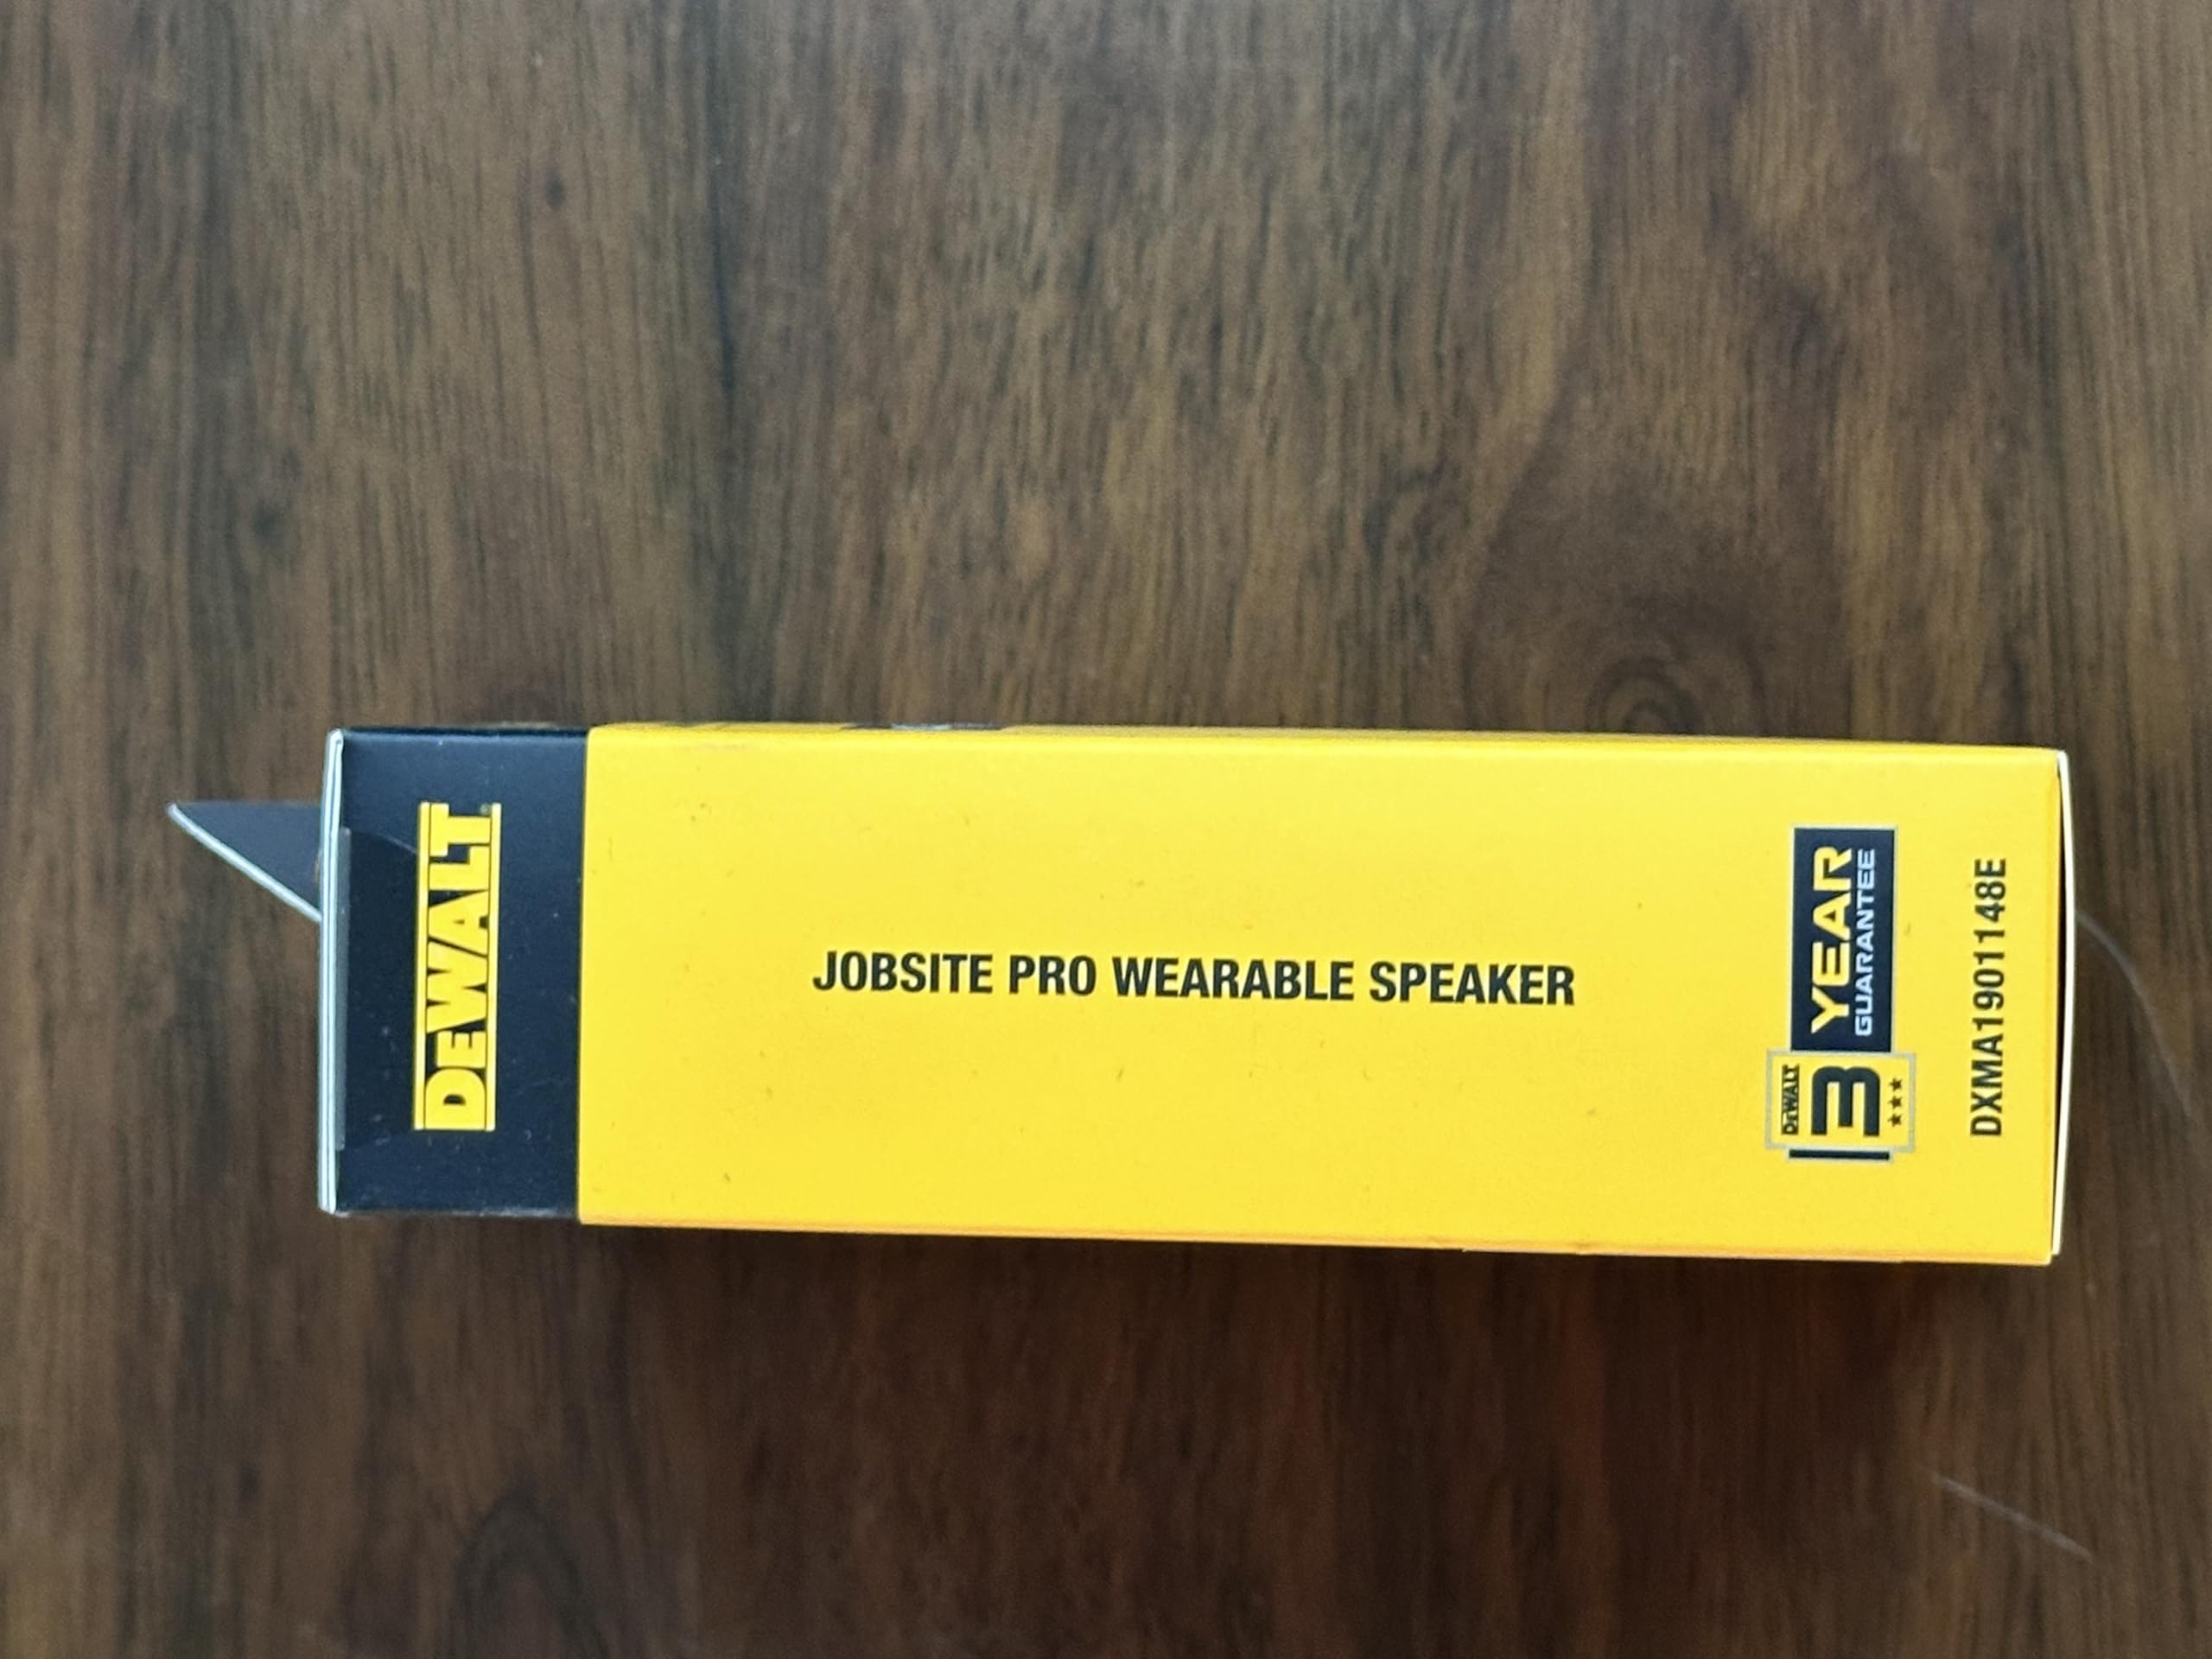 DEWALT
JOBSITE PRO WEARABLE SPEAKER
DEWALT
3
YEAR
GUARANTEE
DXMA1901148E